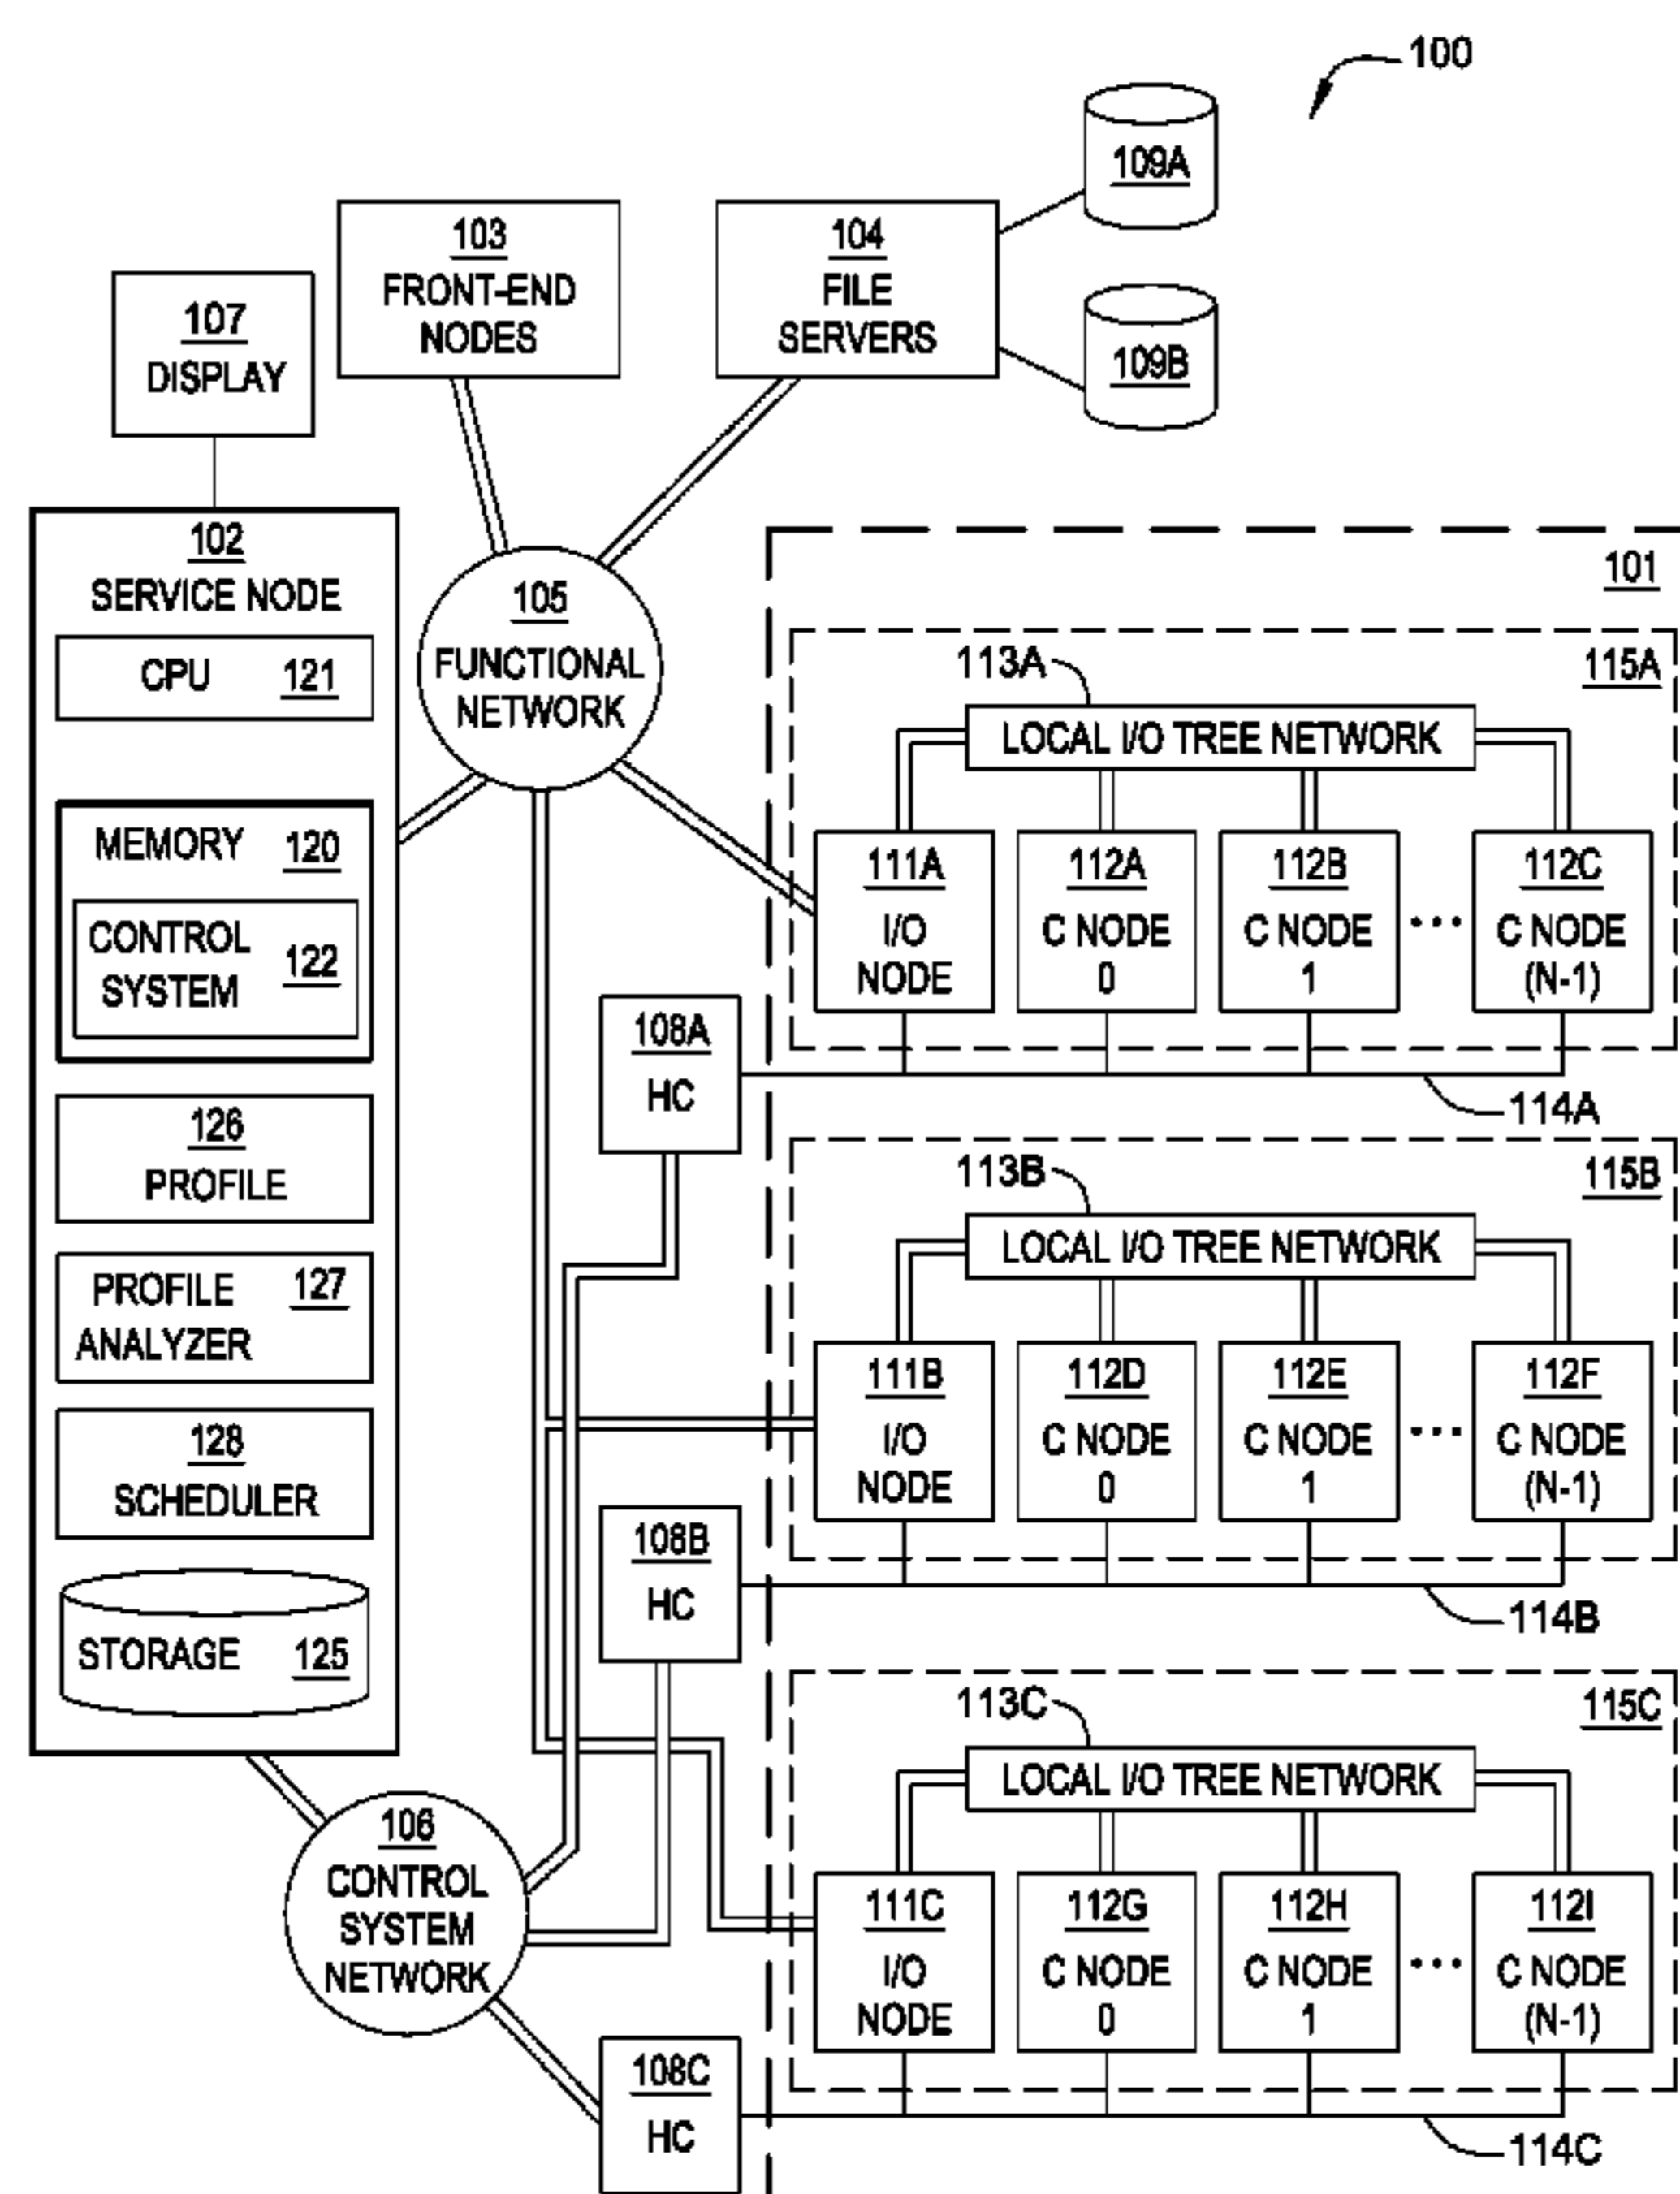 100
109A
103
FRONT-END
NODES
104
FILE
SERVERS
109B
107
DISPLAY
102
SERVICE NODE
CPU 121
MEMORY 120
CONTROL
SYSTEM 122
126
PROFILE
PROFILE 127
ANALYZER
128
SCHEDULER
STORAGE 125
105
FUNCTIONAL
NETWORK
106
CONTROL
SYSTEM
NETWORK
108A
HC
108B
HC
108C
HC
101
115A
113A
LOCAL I/O TREE NETWORK
111A
I/O
NODE
112A
C NODE
0
112B
C NODE
1
•••
112C
C NODE
(N-1)
114A
115B
113B
LOCAL I/O TREE NETWORK
111B
I/O
NODE
112D
C NODE
0
112E
C NODE
1
•••
112F
C NODE
(N-1)
114B
115C
113C
LOCAL I/O TREE NETWORK
111C
I/O
NODE
112G
C NODE
0
112H
C NODE
1
•••
112I
C NODE
(N-1)
114C